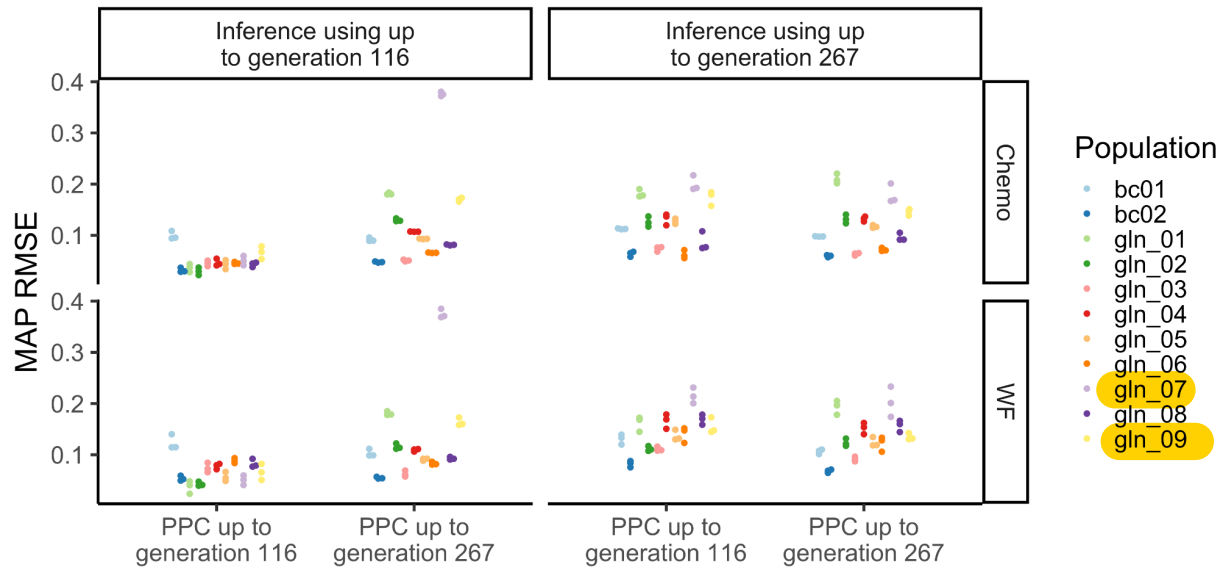 Inference using up
to generation 116
Inference using up
to generation 267
MAP RMSE
0.4
0.3
0.2
0.1
Chemo
0.4
0.3
0.2
0.1
WF
PPC up to
generation 116
PPC up to
generation 267
PPC up to
generation 116
PPC up to
generation 267
Population
bc01
bc02
gln_01
gln_02
gln_03
gln_04
gln_05
gln_06
gln_07
gln_08
gln_09